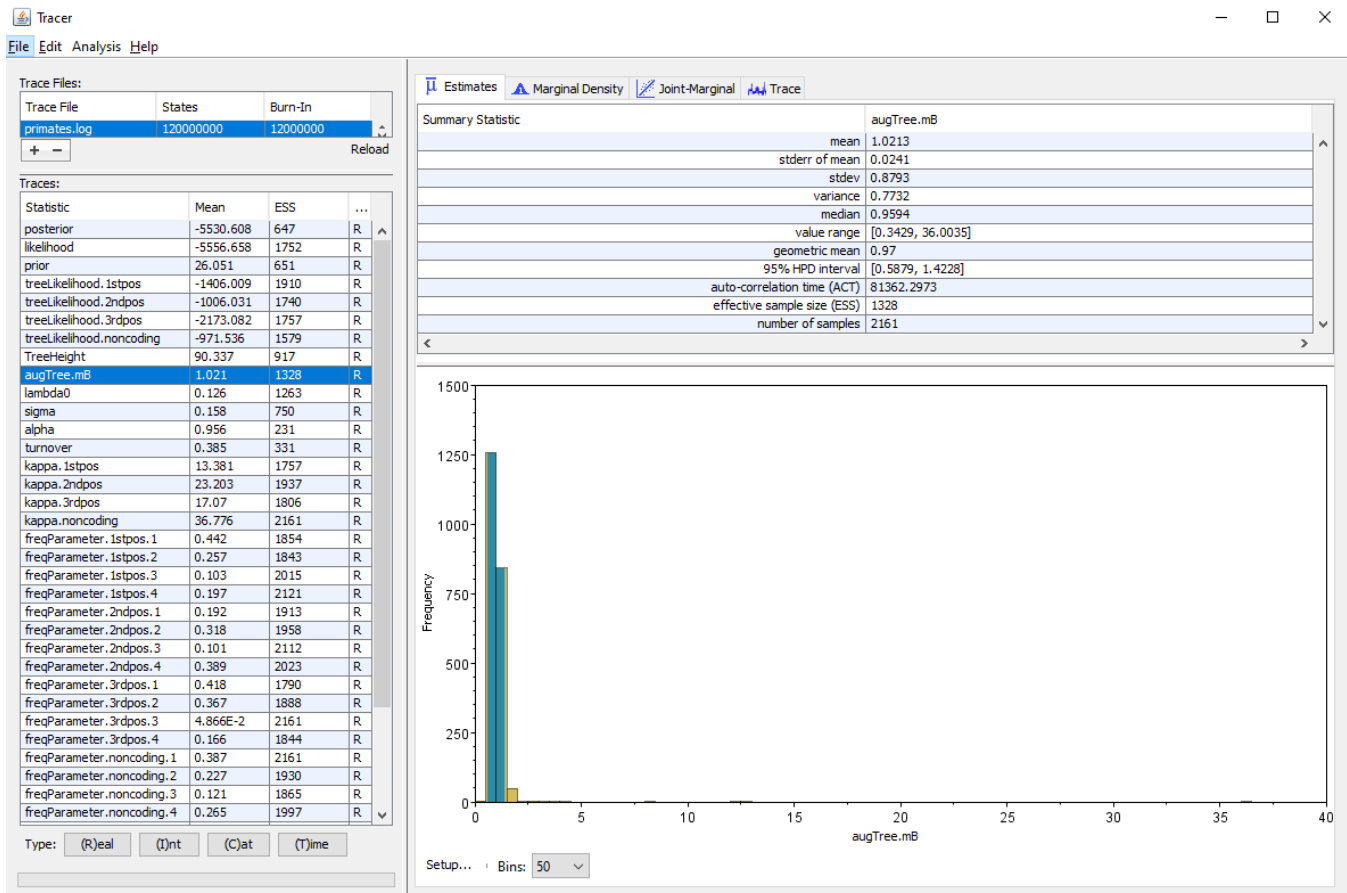 Tracer
File Edit Analysis Help
Trace Files:
Trace File States Burn-In
primates.log 120000000 12000000
+ − Reload
Traces:
Statistic Mean ESS ...
posterior -5530.608 647 R
likelihood -5556.658 1752 R
prior 26.051 651 R
treeLikelihood.1stpos -1406.009 1910 R
treeLikelihood.2ndpos -1006.031 1740 R
treeLikelihood.3rdpos -2173.082 1757 R
treeLikelihood.noncoding -971.536 1579 R
TreeHeight 90.337 917 R
augTree.mB 1.021 1328 R
lambda0 0.126 1263 R
sigma 0.158 750 R
alpha 0.956 231 R
turnover 0.385 331 R
kappa.1stpos 13.381 1757 R
kappa.2ndpos 23.203 1937 R
kappa.3rdpos 17.07 1806 R
kappa.noncoding 36.776 2161 R
freqParameter.1stpos.1 0.442 1854 R
freqParameter.1stpos.2 0.257 1843 R
freqParameter.1stpos.3 0.103 2015 R
freqParameter.1stpos.4 0.197 2121 R
freqParameter.2ndpos.1 0.192 1913 R
freqParameter.2ndpos.2 0.318 1958 R
freqParameter.2ndpos.3 0.101 2112 R
freqParameter.2ndpos.4 0.389 2023 R
freqParameter.3rdpos.1 0.418 1790 R
freqParameter.3rdpos.2 0.367 1888 R
freqParameter.3rdpos.3 4.866E-2 2161 R
freqParameter.3rdpos.4 0.166 1844 R
freqParameter.noncoding.1 0.387 2161 R
freqParameter.noncoding.2 0.227 1930 R
freqParameter.noncoding.3 0.121 1865 R
freqParameter.noncoding.4 0.265 1997 R
Type: (R)eal (I)nt (C)at (T)ime
Estimates Marginal Density Joint-Marginal Trace
Summary Statistic augTree.mB
mean 1.0213
stderr of mean 0.0241
stdev 0.8793
variance 0.7732
median 0.9594
value range [0.3429, 36.0035]
geometric mean 0.97
95% HPD interval [0.5879, 1.4228]
auto-correlation time (ACT) 81362.2973
effective sample size (ESS) 1328
number of samples 2161
1500
1250
1000
750
500
250
0
Frequency
0 5 10 15 20 25 30 35 40
augTree.mB
Setup... Bins: 50